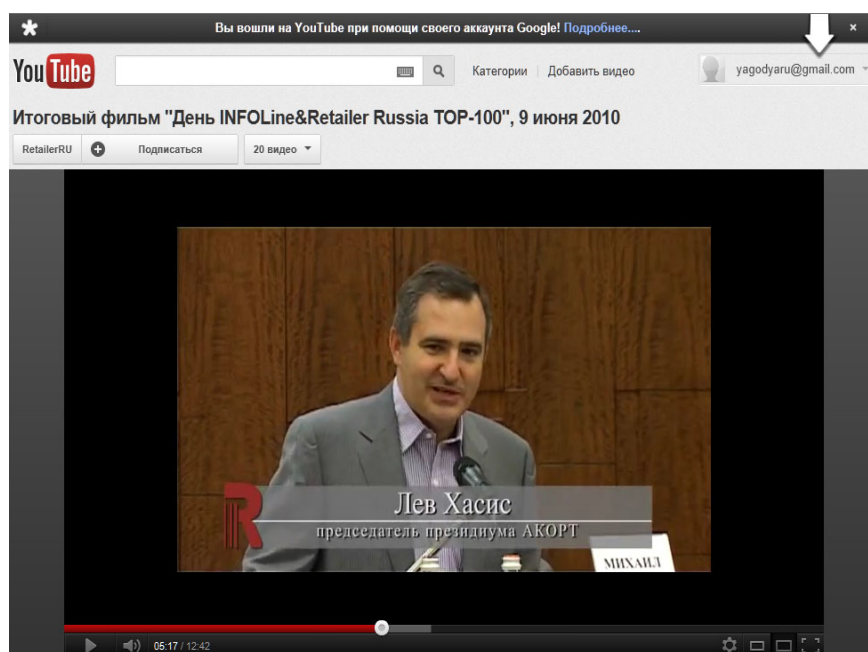 Вы вошли на YouTube при помощи своего аккаунта Google! Подробнее....
×
YouTube
Категории
Добавить видео
yagodyaru@gmail.com
Итоговый фильм "День INFOLine&Retailer Russia TOP-100", 9 июня 2010
RetailerRU
Подписаться
20 видео
R
Лев Хасис
председатель президиума АКОРТ
МИХАИЛ
05:17 / 12:42